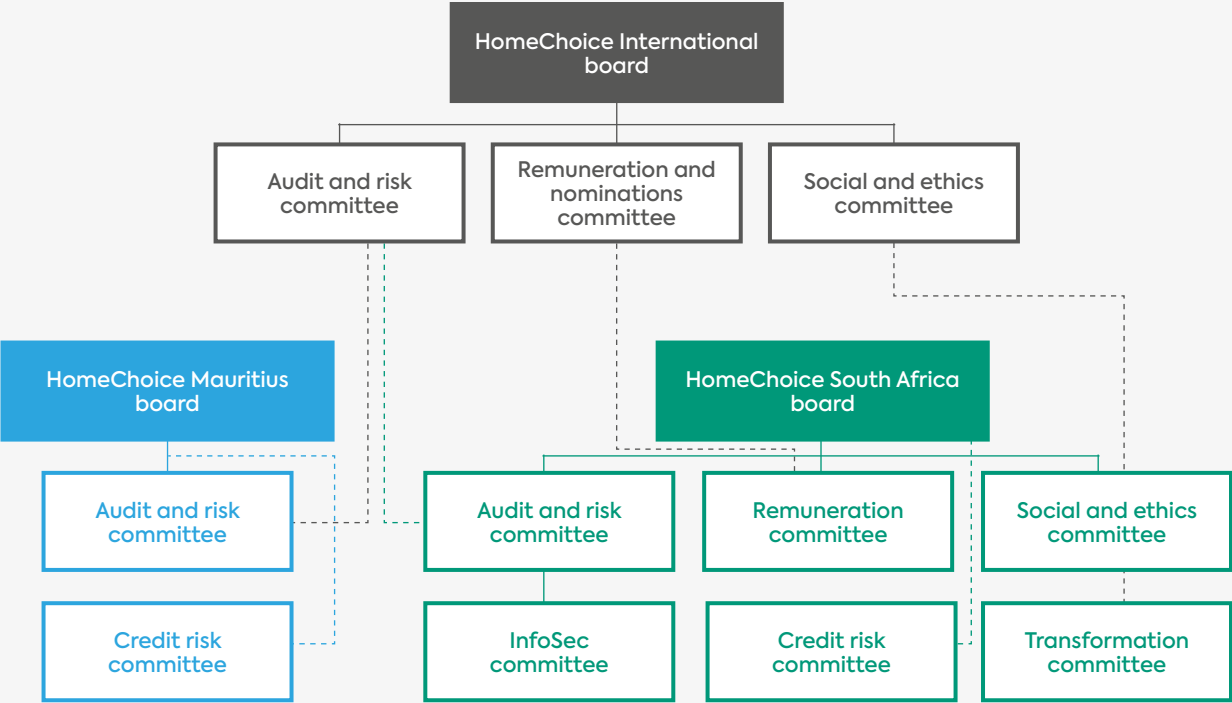 HomeChoice International
board
Audit and risk
committee
Remuneration and
nominations
committee
Social and ethics
committee
HomeChoice Mauritius
board
HomeChoice South Africa
board
Audit and risk
committee
Audit and risk
committee
Remuneration
committee
Social and ethics
committee
Credit risk
committee
InfoSec
committee
Credit risk
committee
Transformation
committee